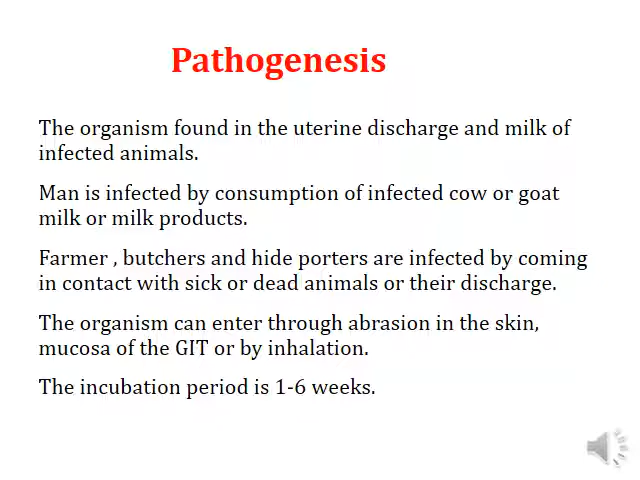 Pathogenesis
The organism found in the uterine discharge and milk of
infected animals.
Man is infected by consumption of infected cow or goat
milk or milk products.
Farmer , butchers and hide porters are infected by coming
in contact with sick or dead animals or their discharge.
The organism can enter through abrasion in the skin,
mucosa of the GIT or by inhalation.
The incubation period is 1-6 weeks.